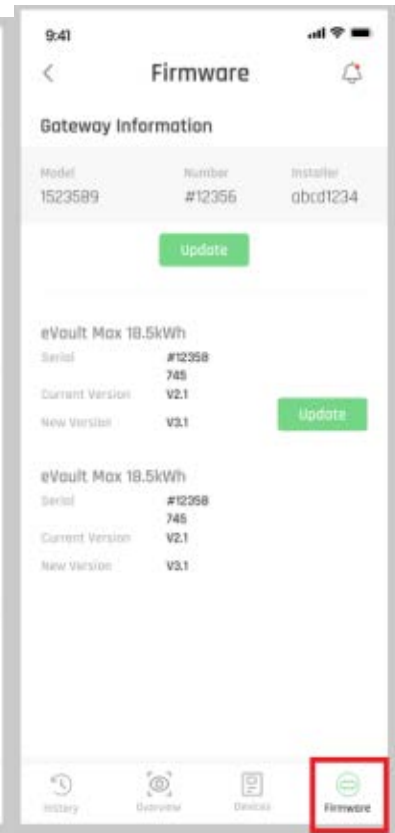 9:41
Firmware
Gateway Information
Model Number Installer
1523589 #12356 abcd1234
Update
eVault Max 18.5kWh
Serial #12358
745
Current Version V2.1
New Version V3.1
Update
eVault Max 18.5kWh
Serial #12358
745
Current Version V2.1
New Version V3.1
History Overview Devices Firmware